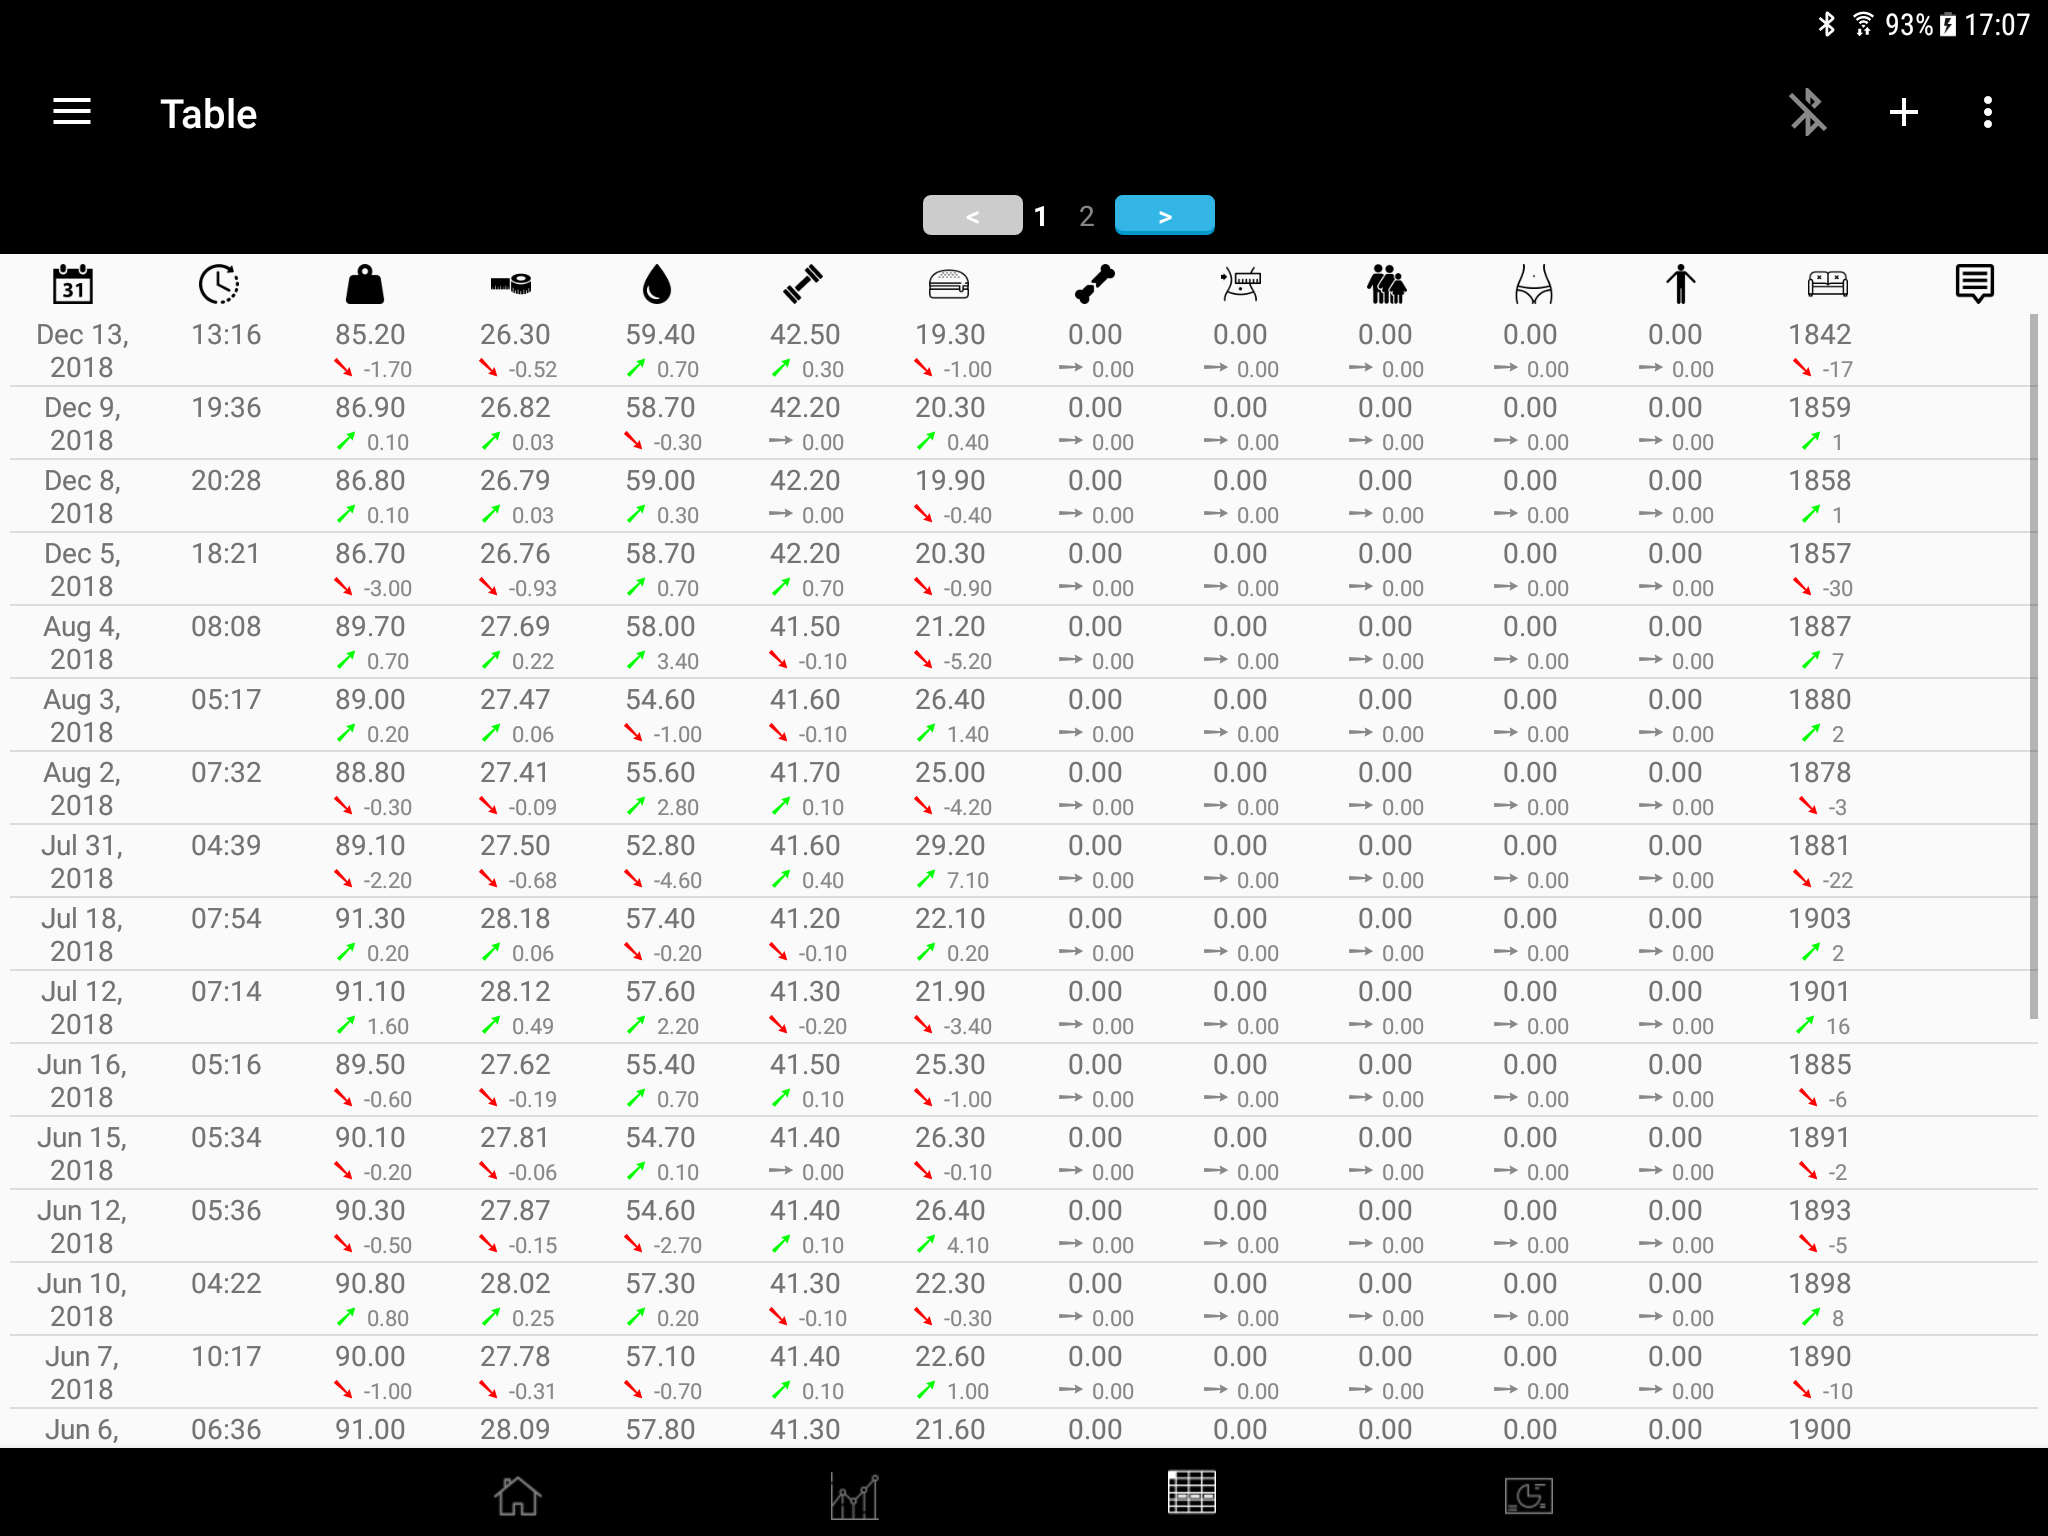 93% 17:07
Table
< 1 2 >
31
Dec 13, 13:16 85.20 26.30 59.40 42.50 19.30 0.00 0.00 0.00 0.00 0.00 1842
2018 -1.70 -0.52 0.70 0.30 -1.00 0.00 0.00 0.00 0.00 0.00 -17
Dec 9, 19:36 86.90 26.82 58.70 42.20 20.30 0.00 0.00 0.00 0.00 0.00 1859
2018 0.10 0.03 -0.30 0.00 0.40 0.00 0.00 0.00 0.00 0.00 1
Dec 8, 20:28 86.80 26.79 59.00 42.20 19.90 0.00 0.00 0.00 0.00 0.00 1858
2018 0.10 0.03 0.30 0.00 -0.40 0.00 0.00 0.00 0.00 0.00 1
Dec 5, 18:21 86.70 26.76 58.70 42.20 20.30 0.00 0.00 0.00 0.00 0.00 1857
2018 -3.00 -0.93 0.70 0.70 -0.90 0.00 0.00 0.00 0.00 0.00 -30
Aug 4, 08:08 89.70 27.69 58.00 41.50 21.20 0.00 0.00 0.00 0.00 0.00 1887
2018 0.70 0.22 3.40 -0.10 -5.20 0.00 0.00 0.00 0.00 0.00 7
Aug 3, 05:17 89.00 27.47 54.60 41.60 26.40 0.00 0.00 0.00 0.00 0.00 1880
2018 0.20 0.06 -1.00 -0.10 1.40 0.00 0.00 0.00 0.00 0.00 2
Aug 2, 07:32 88.80 27.41 55.60 41.70 25.00 0.00 0.00 0.00 0.00 0.00 1878
2018 -0.30 -0.09 2.80 0.10 -4.20 0.00 0.00 0.00 0.00 0.00 -3
Jul 31, 04:39 89.10 27.50 52.80 41.60 29.20 0.00 0.00 0.00 0.00 0.00 1881
2018 -2.20 -0.68 -4.60 0.40 7.10 0.00 0.00 0.00 0.00 0.00 -22
Jul 18, 07:54 91.30 28.18 57.40 41.20 22.10 0.00 0.00 0.00 0.00 0.00 1903
2018 0.20 0.06 -0.20 -0.10 0.20 0.00 0.00 0.00 0.00 0.00 2
Jul 12, 07:14 91.10 28.12 57.60 41.30 21.90 0.00 0.00 0.00 0.00 0.00 1901
2018 1.60 0.49 2.20 -0.20 -3.40 0.00 0.00 0.00 0.00 0.00 16
Jun 16, 05:16 89.50 27.62 55.40 41.50 25.30 0.00 0.00 0.00 0.00 0.00 1885
2018 -0.60 -0.19 0.70 0.10 -1.00 0.00 0.00 0.00 0.00 0.00 -6
Jun 15, 05:34 90.10 27.81 54.70 41.40 26.30 0.00 0.00 0.00 0.00 0.00 1891
2018 -0.20 -0.06 0.10 0.00 -0.10 0.00 0.00 0.00 0.00 0.00 -2
Jun 12, 05:36 90.30 27.87 54.60 41.40 26.40 0.00 0.00 0.00 0.00 0.00 1893
2018 -0.50 -0.15 -2.70 0.10 4.10 0.00 0.00 0.00 0.00 0.00 -5
Jun 10, 04:22 90.80 28.02 57.30 41.30 22.30 0.00 0.00 0.00 0.00 0.00 1898
2018 0.80 0.25 0.20 -0.10 -0.30 0.00 0.00 0.00 0.00 0.00 8
Jun 7, 10:17 90.00 27.78 57.10 41.40 22.60 0.00 0.00 0.00 0.00 0.00 1890
2018 -1.00 -0.31 -0.70 0.10 1.00 0.00 0.00 0.00 0.00 0.00 -10
Jun 6, 06:36 91.00 28.09 57.80 41.30 21.60 0.00 0.00 0.00 0.00 0.00 1900